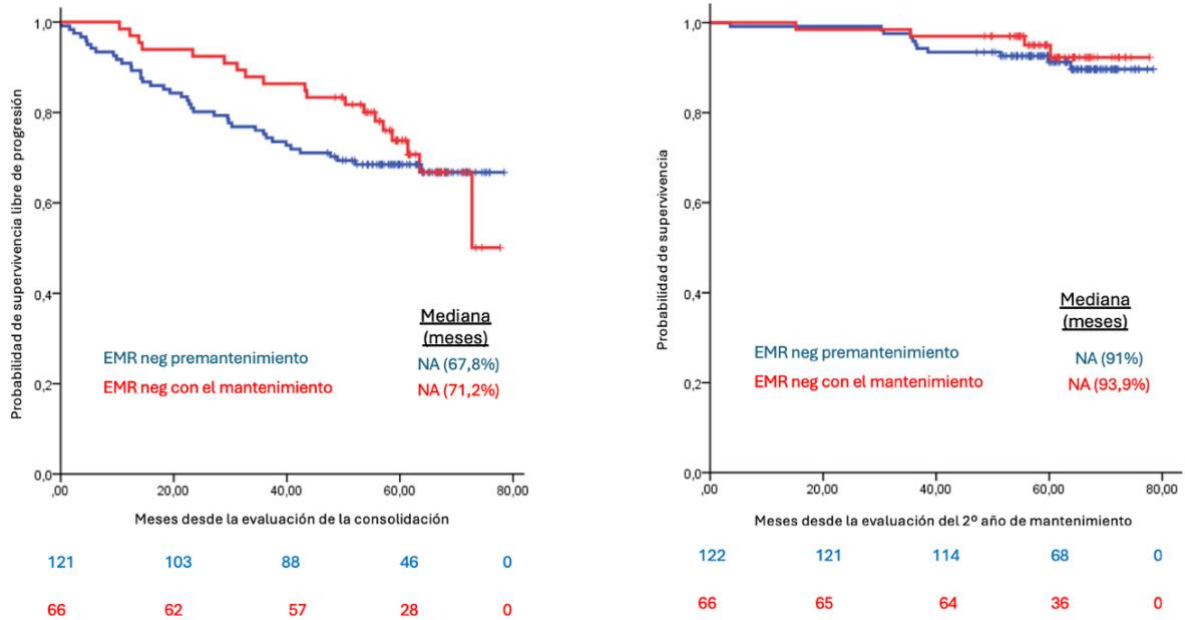 Probabilidad de supervivencia libre de progresión
1,0
0,8
0,6
0,4
0,2
0,0
Mediana
(meses)
EMR neg premantenimiento NA (67,8%)
EMR neg con el mantenimiento NA (71,2%)
,00 20,00 40,00 60,00 80,00
Meses desde la evaluación de la consolidación
121 103 88 46 0
66 62 57 28 0
Probabilidad de supervivencia
1,0
0,8
0,6
0,4
0,2
0,0
Mediana
(meses)
EMR neg premantenimiento NA (91%)
EMR neg con el mantenimiento NA (93,9%)
,00 20,00 40,00 60,00 80,00
Meses desde la evaluación del 2º año de mantenimiento
122 121 114 68 0
66 65 64 36 0